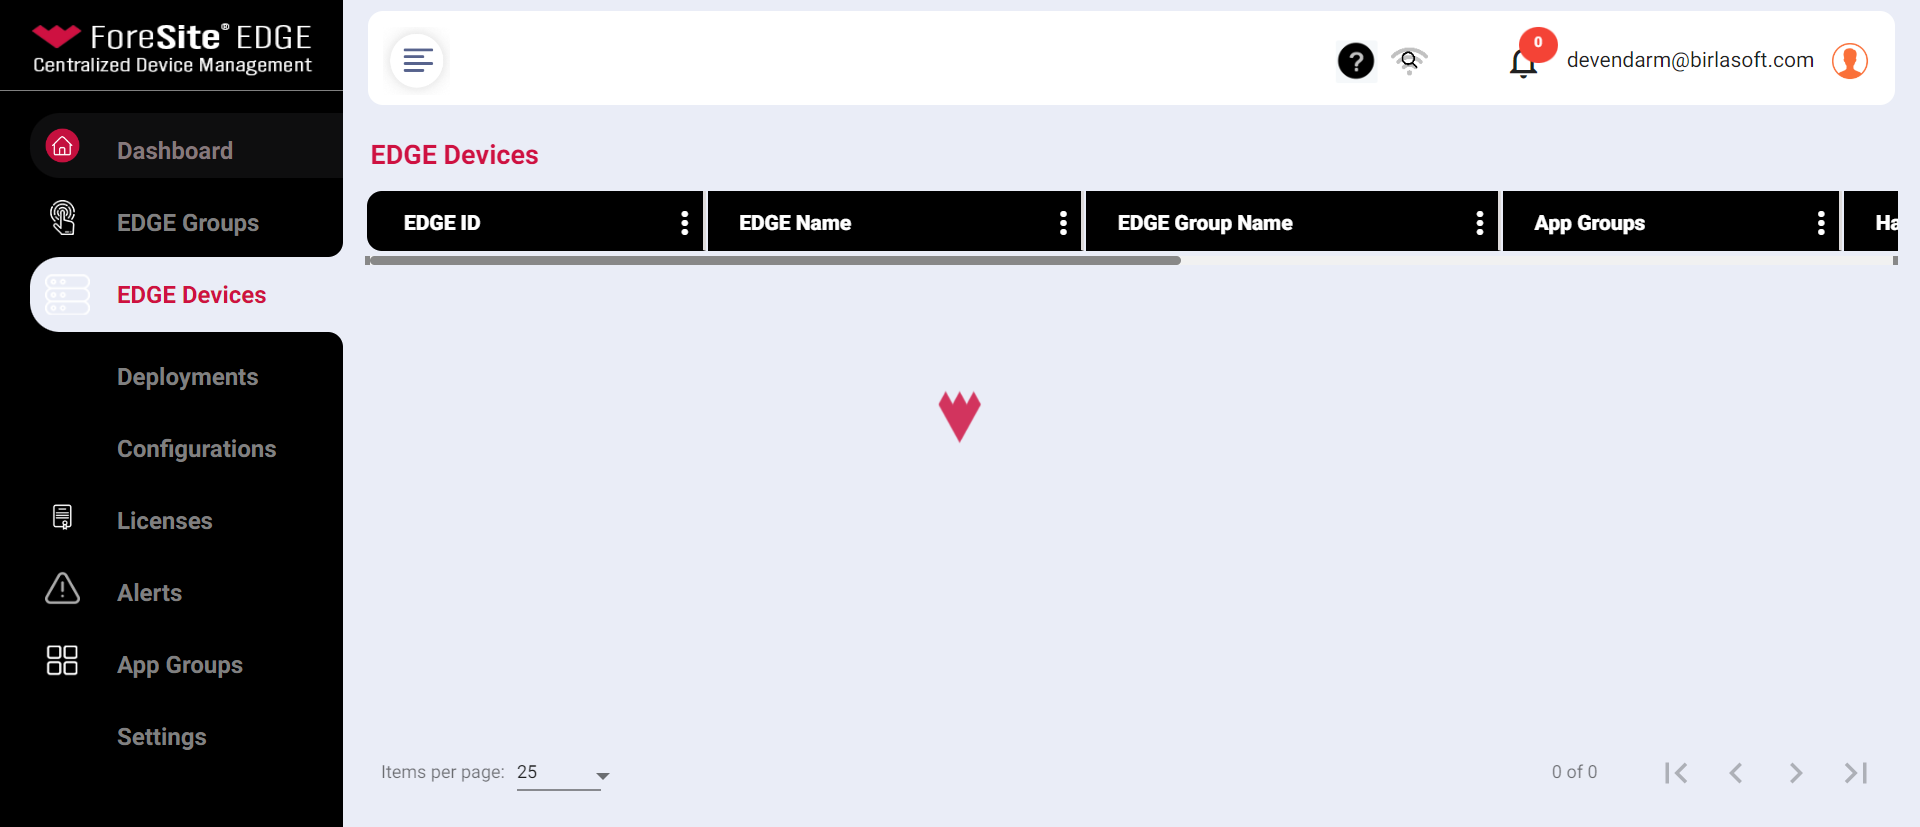 ForeSite® EDGE
Centralized Device Management
Dashboard
EDGE Groups
EDGE Devices
Deployments
Configurations
Licenses
Alerts
App Groups
Settings
?
0
devendarm@birlasoft.com
EDGE Devices
EDGE ID EDGE Name EDGE Group Name App Groups Ha
Items per page: 25
0 of 0